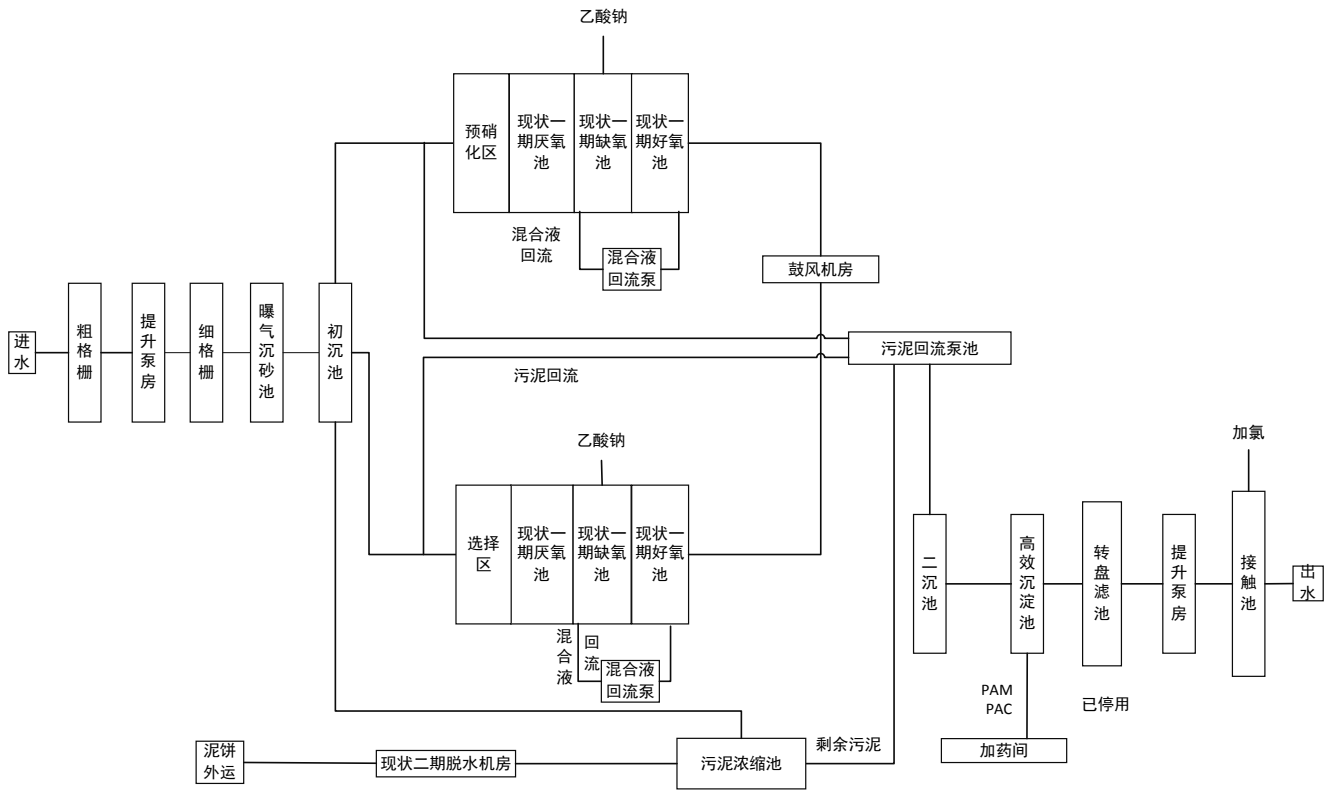 乙酸钠
预硝
化区
现状一
期厌氧
池
现状一
期缺氧
池
现状一
期好氧
池
混合液
回流
混合液
回流泵
鼓风机房
进
水
粗
格
栅
提
升
泵
房
细
格
栅
曝
气
沉
砂
池
初
沉
池
污泥回流泵池
污泥回流
乙酸钠
选择
区
现状一
期厌氧
池
现状一
期缺氧
池
现状一
期好氧
池
混
合
液
回
流
混合液
回流泵
加氯
二
沉
池
高
效
沉
淀
池
转
盘
滤
池
提
升
泵
房
接
触
池
出
水
PAM
PAC
已停用
加药间
泥饼
外运
现状二期脱水机房
污泥浓缩池
剩余污泥